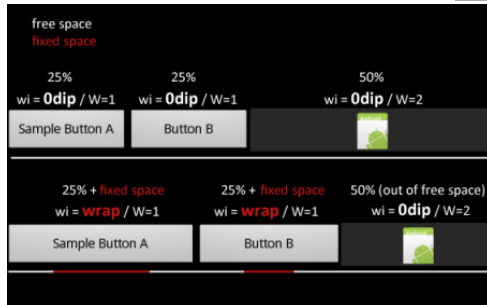 free space
fixed space
25% 25% 50%
wi = 0dip / W=1 wi = 0dip / W=1 wi = 0dip / W=2
Sample Button A Button B
25% + fixed space 25% + fixed space 50% (out of free space)
wi = wrap / W=1 wi = wrap / W=1 wi = 0dip / W=2
Sample Button A Button B